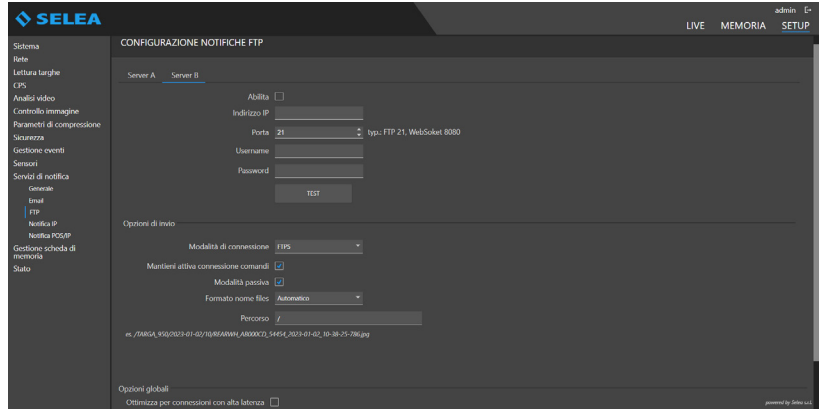 SELEA
admin
LIVE MEMORIA SETUP
Sistema
Rete
Lettura targhe
CPS
Analisi video
Controllo immagine
Parametri di compressione
Sicurezza
Gestione eventi
Sensori
Servizi di notifica
Generale
Email
FTP
Notifica IP
Notifica POS/IP
Gestione scheda di
memoria
Stato
CONFIGURAZIONE NOTIFICHE FTP
Server A Server B
Abilita
Indirizzo IP
Porta 21 typ.: FTP 21, WebSoket 8080
Username
Password
TEST
Opzioni di invio
Modalità di connessione FTPS
Mantieni attiva connessione comandi
Modalità passiva
Formato nome files Automatico
Percorso /
es. /TARGA_950/2023-01-02/10/REARWH_AB000CD_54454_2023-01-02_10-38-25-786.jpg
Opzioni globali
Ottimizza per connessioni con alta latenza
powered by Selea s.r.l.